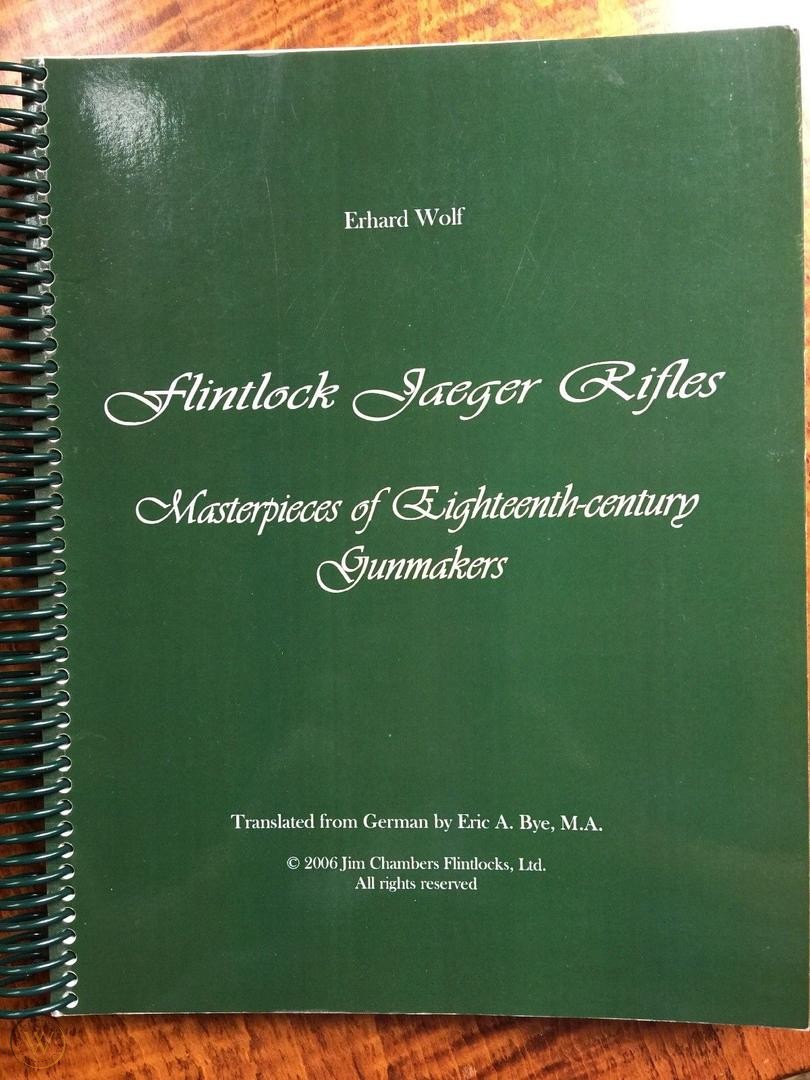 Erhard Wolf
Flintlock Jaeger Rifles
Masterpieces of Eighteenth-century
Gunmakers
Translated from German by Eric A. Bye, M.A.
© 2006 Jim Chambers Flintlocks, Ltd.
All rights reserved
W